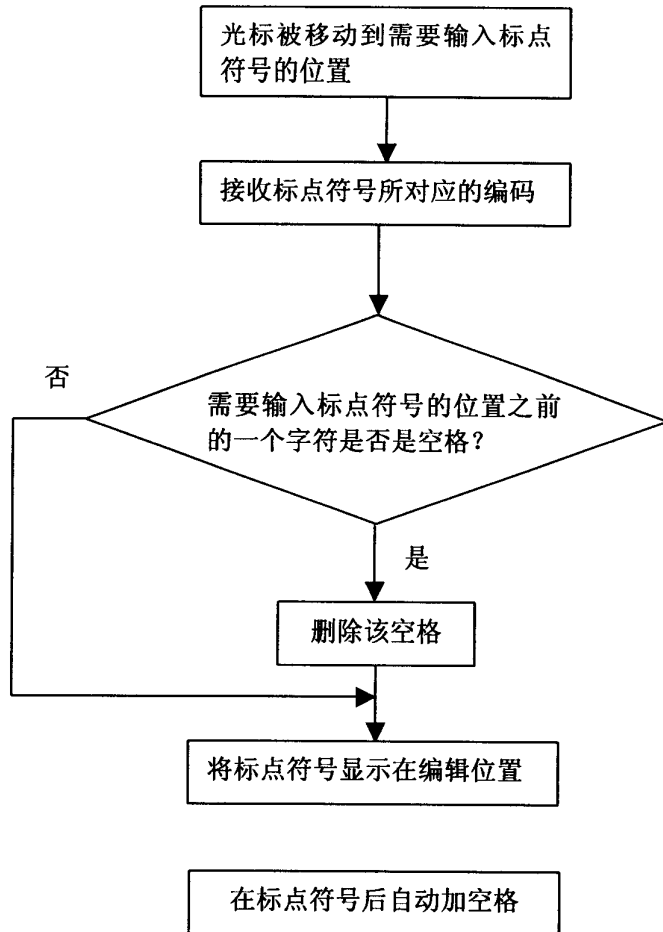 光标被移动到需要输入标点
符号的位置
接收标点符号所对应的编码
否
需要输入标点符号的位置之前
的一个字符是否是空格?
是
删除该空格
将标点符号显示在编辑位置
在标点符号后自动加空格